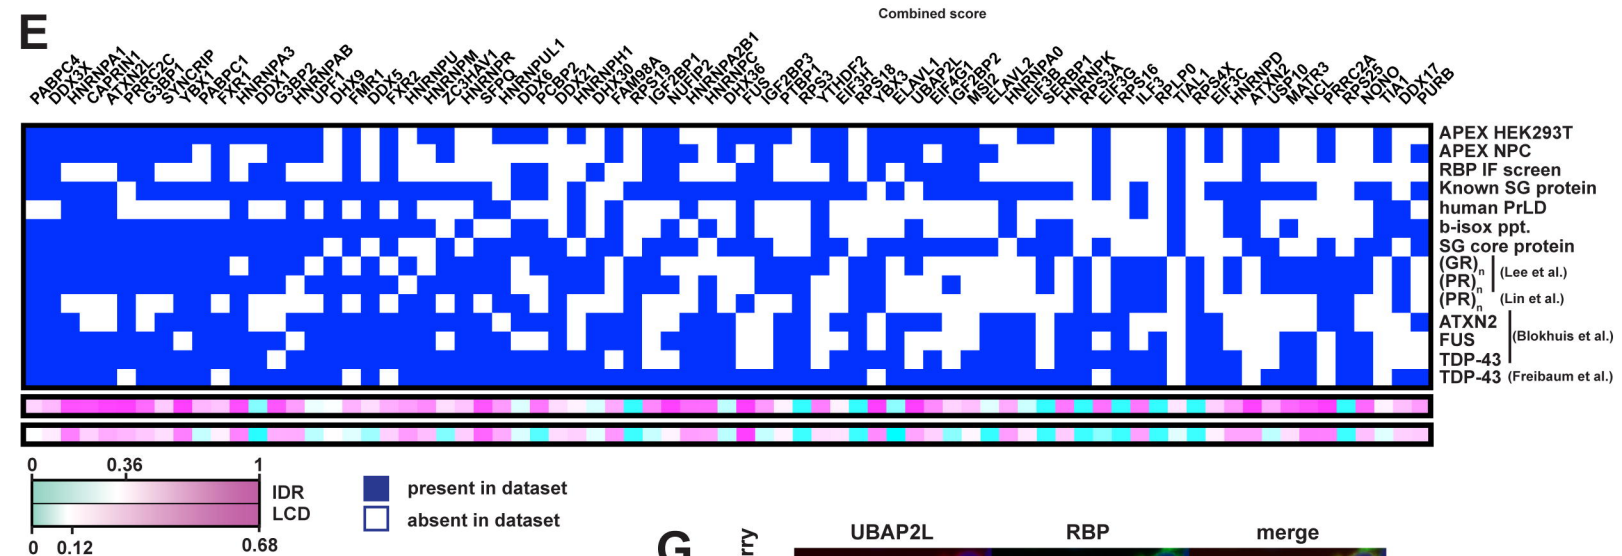 Combined score
E
PABPC4
DDX3X
HNRNPA1
CAPRIN1
ATXN2L
PRRC2C
G3BP1
SYNCRIP
YBX1
PABPC1
FXR1
HNRNPA3
DDX1
G3BP2
HNRNPAB
UPF1
DHX9
FMR1
DDX5
FXR2
HNRNPU
HNRNPM
ZC3HAV1
HNRNPR
SFPQ
HNRNPUL1
DDX6
PCBP2
DDX21
HNRNPH1
DHX30
FAM98A
RPS19
IGF2BP1
NUFIP2
HNRNPA2B1
HNRNPC
DHX36
FUS
IGF2BP3
PTBP1
RPS3
YTHDF2
EIF3H
RPS18
YBX3
ELAVL1
UBAP2L
EIF4G1
IGF2BP2
MSI2
ELAVL2
HNRNPA0
EIF3B
SERBP1
HNRNPK
RPS3A
EIF3G
RPS16
ILF3
RPLP0
TIAL1
RPS4X
EIF3C
HNRNPD
ATXN2
USP10
MATR3
NCL
PRRC2A
RPS25
NONO
TIA1
DDX17
PURB
APEX HEK293T
APEX NPC
RBP IF screen
Known SG protein
human PrLD
b-isox ppt.
SG core protein
(GR)n
(PR)n (Lee et al.)
(PR)n (Lin et al.)
ATXN2
FUS (Blokhuis et al.)
TDP-43
TDP-43 (Freibaum et al.)
0 0.36 1
IDR
LCD
0 0.12 0.68
present in dataset
absent in dataset
G
rry
UBAP2L RBP merge